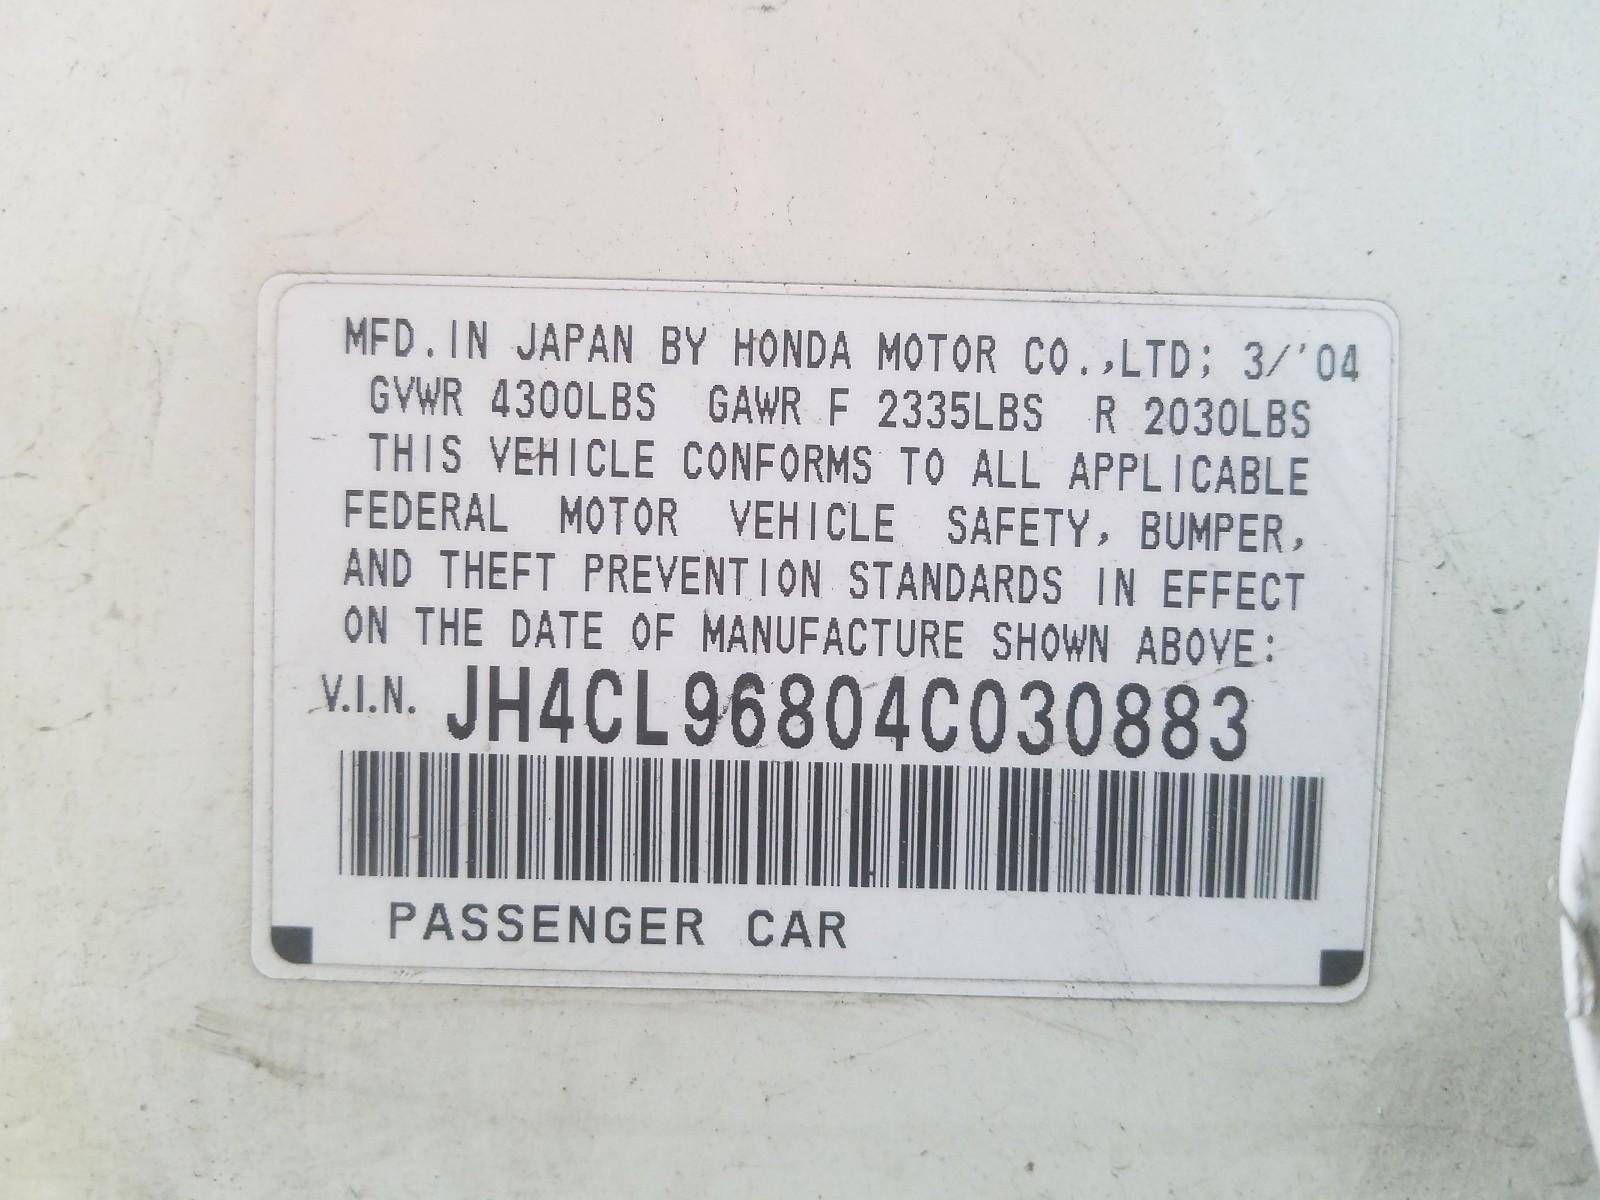 MFD.IN JAPAN BY HONDA MOTOR CO.,LTD; 3/'04
GVWR 4300LBS GAWR F 2335LBS R 2030LBS
THIS VEHICLE CONFORMS TO ALL APPLICABLE
FEDERAL MOTOR VEHICLE SAFETY, BUMPER,
AND THEFT PREVENTION STANDARDS IN EFFECT
ON THE DATE OF MANUFACTURE SHOWN ABOVE:
V.I.N. JH4CL96804C030883
PASSENGER CAR